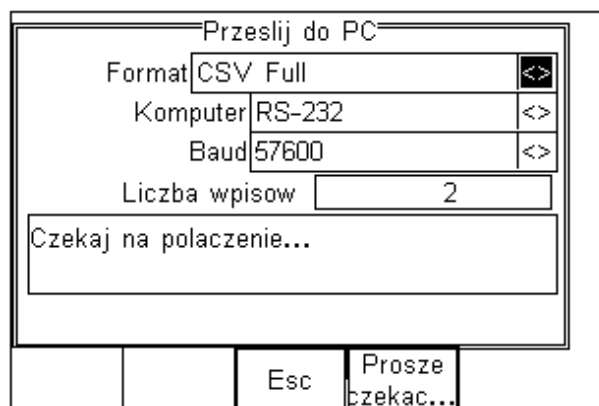 Przeslij do PC
Format CSV Full <>
Komputer RS-232 <>
Baud 57600 <>
Liczba wpisow 2
Czekaj na polaczenie...
Esc
Prosze
czekac...